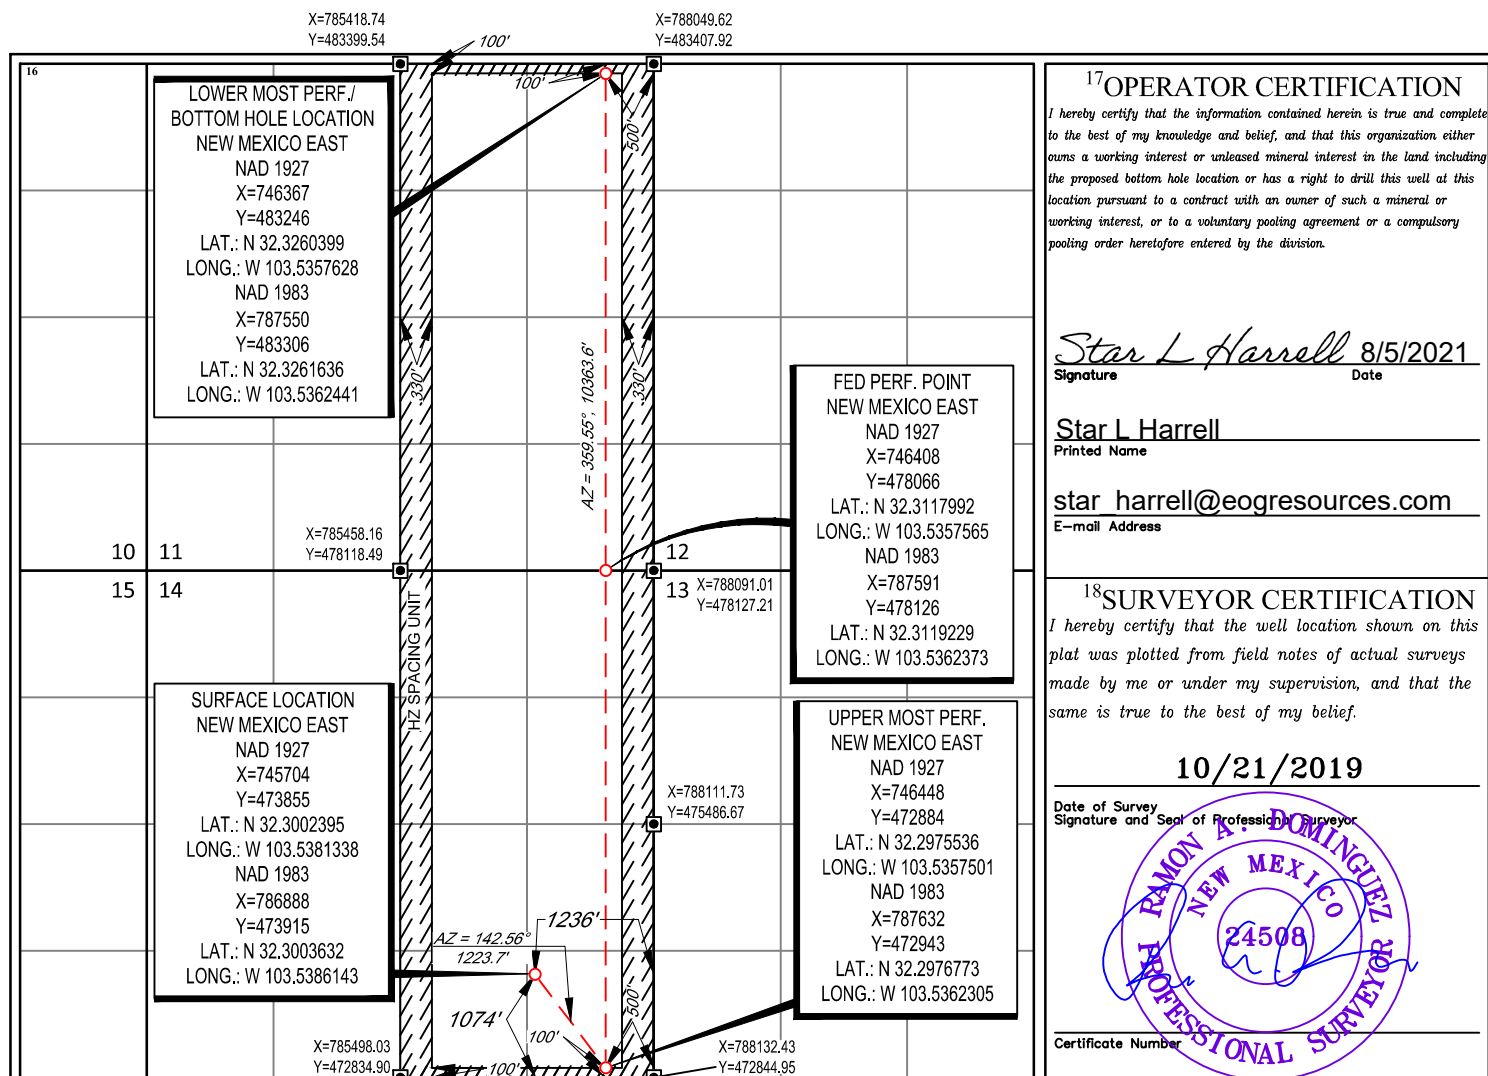 X=785418.74
Y=483399.54
X=788049.62
Y=483407.92
100'
16
100'
500'
LOWER MOST PERF./
BOTTOM HOLE LOCATION
NEW MEXICO EAST
NAD 1927
X=746367
Y=483246
LAT.: N 32.3260399
LONG.: W 103.5357628
NAD 1983
X=787550
Y=483306
LAT.: N 32.3261636
LONG.: W 103.5362441
330'
AZ = 359.55°, 10363.6'
330'
FED PERF. POINT
NEW MEXICO EAST
NAD 1927
X=746408
Y=478066
LAT.: N 32.3117992
LONG.: W 103.5357565
NAD 1983
X=787591
Y=478126
LAT.: N 32.3119229
LONG.: W 103.5362373
X=785458.16
Y=478118.49
10 11
12
15 14
13
X=788091.01
Y=478127.21
HZ SPACING UNIT
SURFACE LOCATION
NEW MEXICO EAST
NAD 1927
X=745704
Y=473855
LAT.: N 32.3002395
LONG.: W 103.5381338
NAD 1983
X=786888
Y=473915
LAT.: N 32.3003632
LONG.: W 103.5386143
X=788111.73
Y=475486.67
UPPER MOST PERF.
NEW MEXICO EAST
NAD 1927
X=746448
Y=472884
LAT.: N 32.2975536
LONG.: W 103.5357501
NAD 1983
X=787632
Y=472943
LAT.: N 32.2976773
LONG.: W 103.5362305
1236'
AZ = 142.56°
1223.7'
1074'
100'
500'
100'
X=785498.03
Y=472834.90
X=788132.43
Y=472844.95
17OPERATOR CERTIFICATION
I hereby certify that the information contained herein is true and complete
to the best of my knowledge and belief, and that this organization either
owns a working interest or unleased mineral interest in the land including
the proposed bottom hole location or has a right to drill this well at this
location pursuant to a contract with an owner of such a mineral or
working interest, or to a voluntary pooling agreement or a compulsory
pooling order heretofore entered by the division.
Star L Harrell 8/5/2021
Signature Date
Star L Harrell
Printed Name
star_harrell@eogresources.com
E-mail Address
18SURVEYOR CERTIFICATION
I hereby certify that the well location shown on this
plat was plotted from field notes of actual surveys
made by me or under my supervision, and that the
same is true to the best of my belief.
10/21/2019
Date of Survey
Signature and Seal of Professional Surveyor
RAMON A. DOMINGUEZ
NEW MEXICO
24508
PROFESSIONAL SURVEYOR
Certificate Number